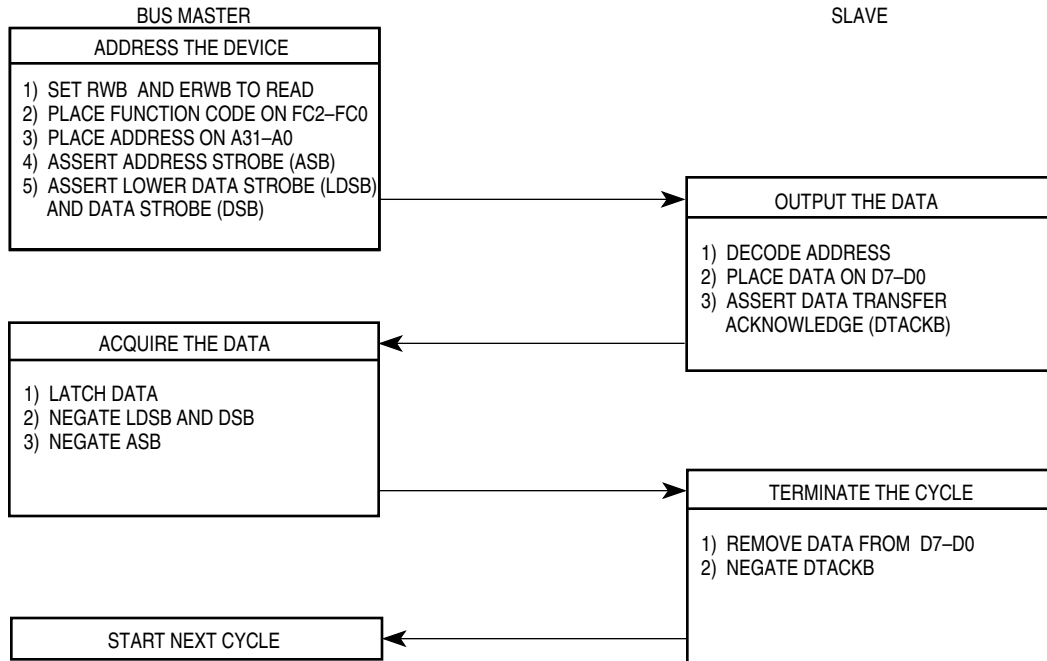 BUS MASTER
SLAVE
ADDRESS THE DEVICE
1) SET RWB AND ERWB TO READ
2) PLACE FUNCTION CODE ON FC2–FC0
3) PLACE ADDRESS ON A31–A0
4) ASSERT ADDRESS STROBE (ASB)
5) ASSERT LOWER DATA STROBE (LDSB)
AND DATA STROBE (DSB)
OUTPUT THE DATA
1) DECODE ADDRESS
2) PLACE DATA ON D7–D0
3) ASSERT DATA TRANSFER
ACKNOWLEDGE (DTACKB)
ACQUIRE THE DATA
1) LATCH DATA
2) NEGATE LDSB AND DSB
3) NEGATE ASB
TERMINATE THE CYCLE
1) REMOVE DATA FROM D7–D0
2) NEGATE DTACKB
START NEXT CYCLE